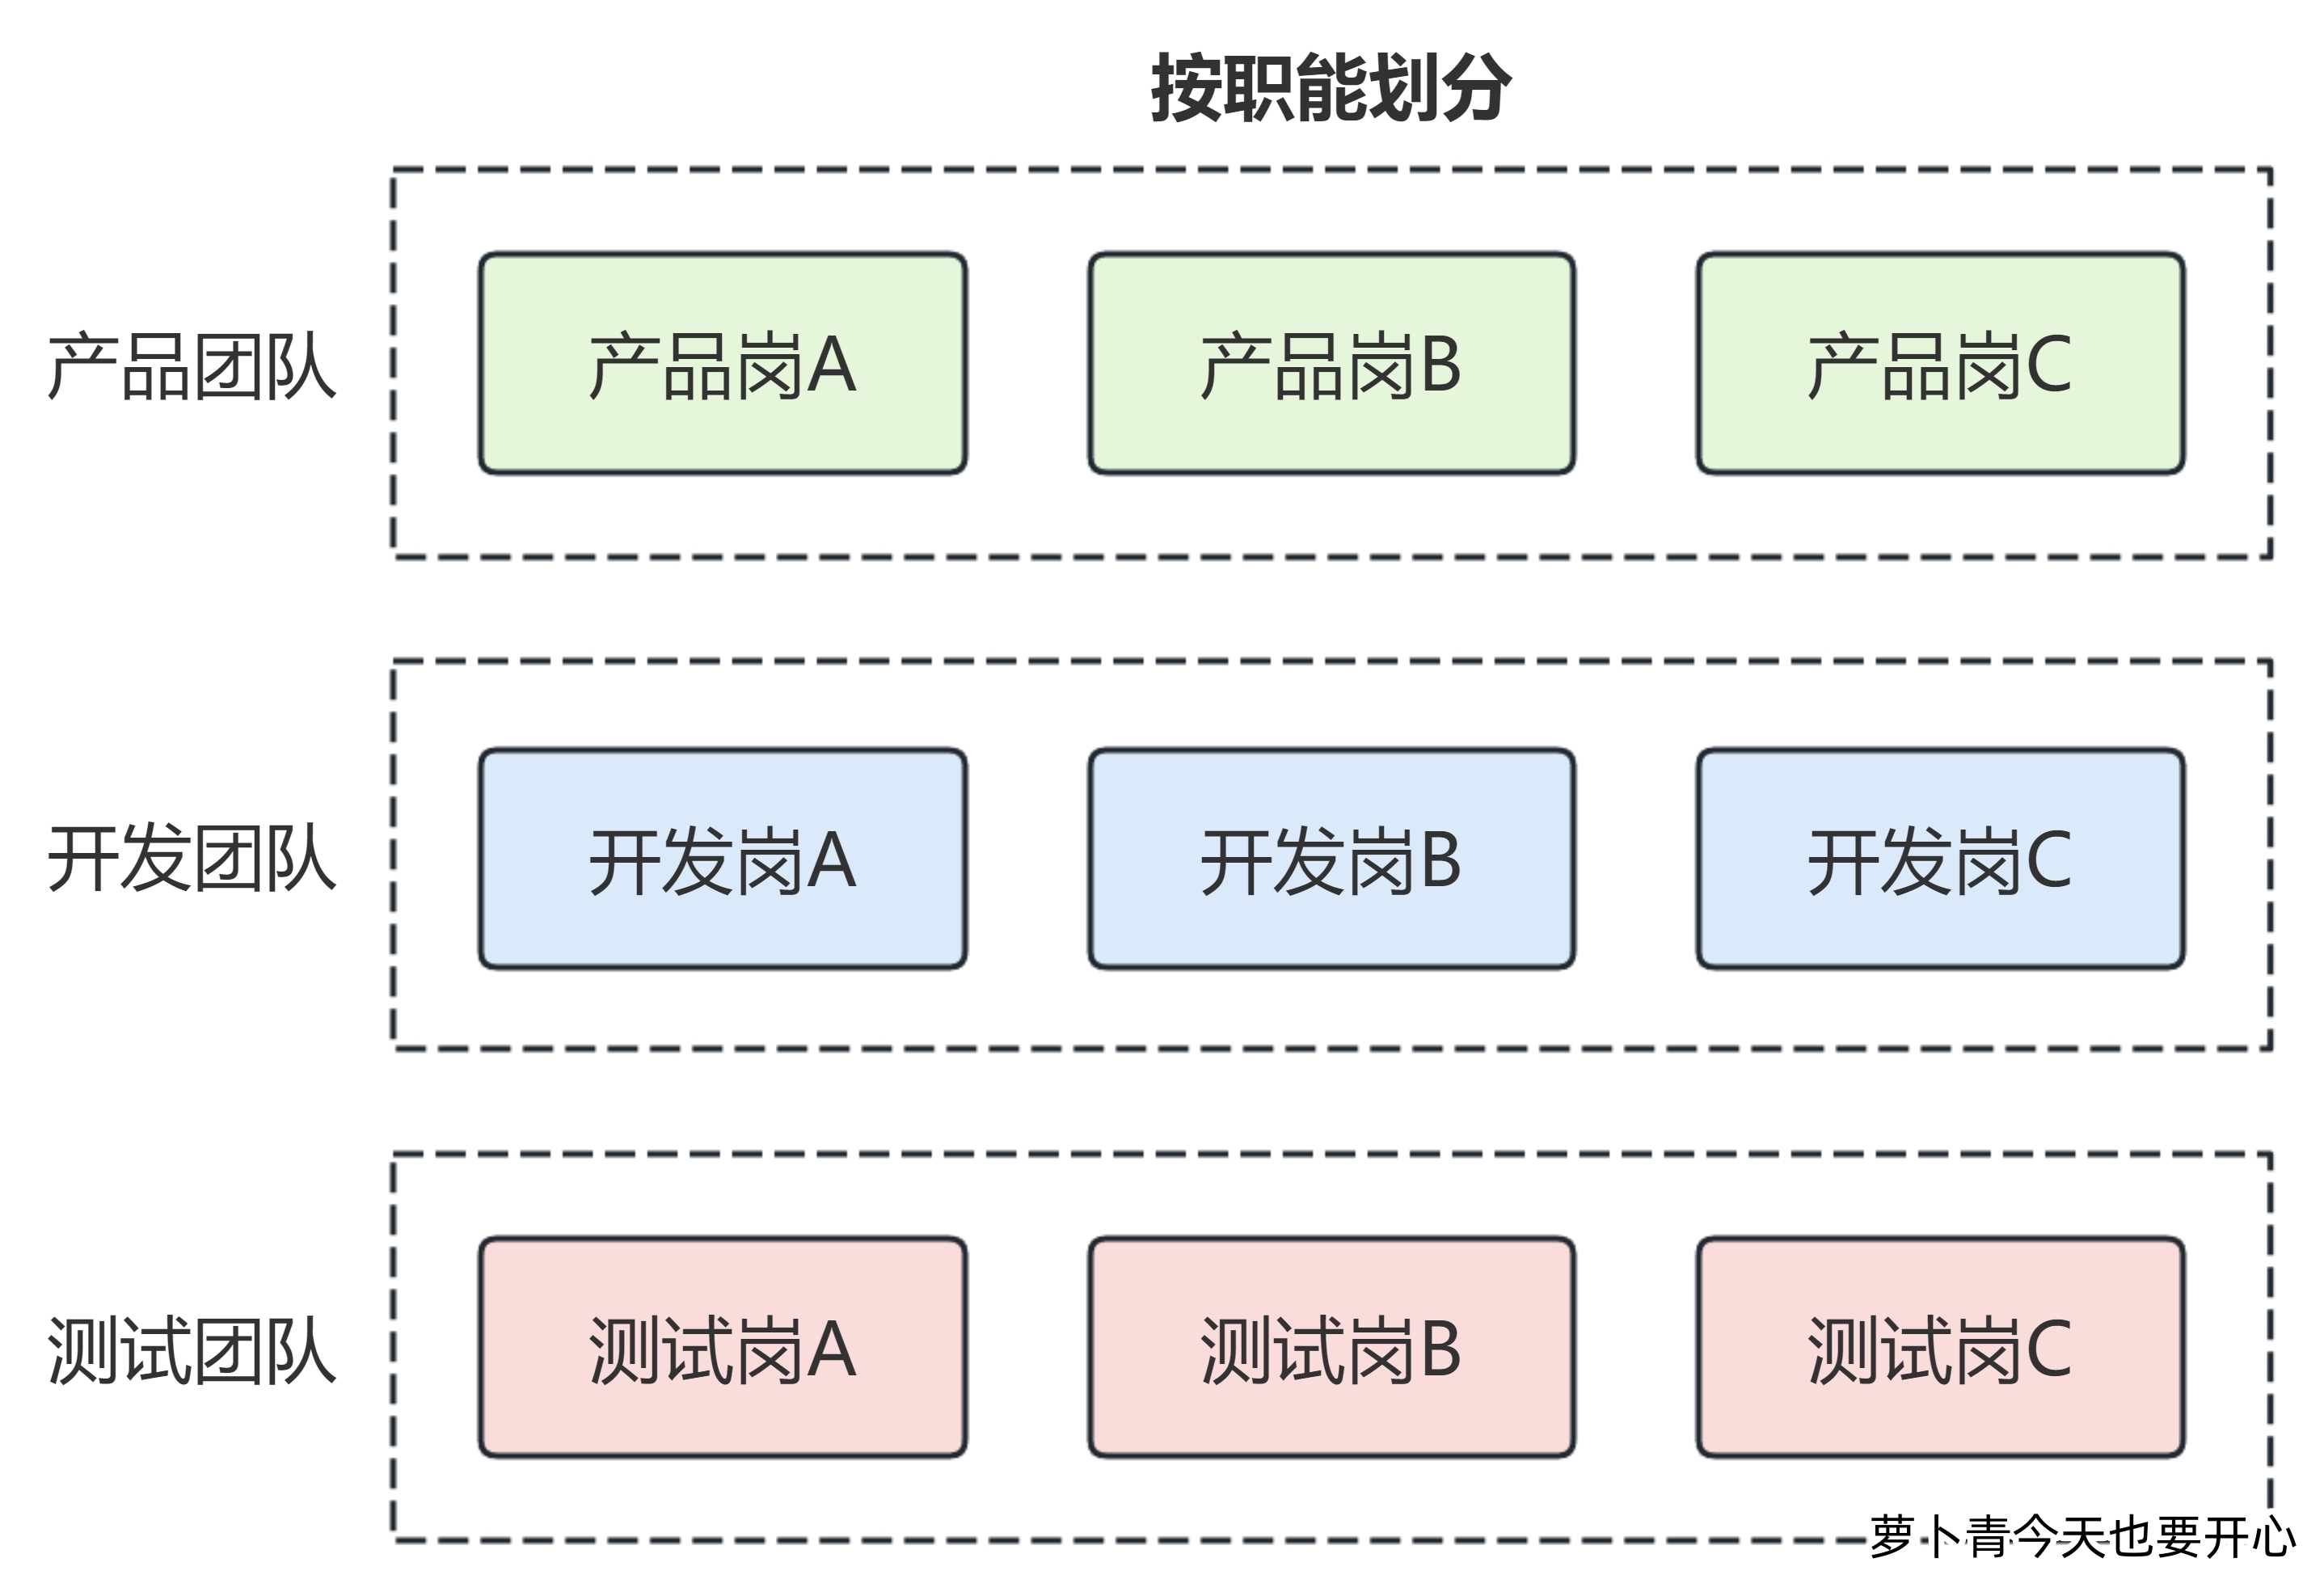 按职能划分
产品团队
产品岗A
产品岗B
产品岗C
开发团队
开发岗A
开发岗B
开发岗C
测试团队
测试岗A
测试岗B
测试岗C
萝卜青今天也要开心